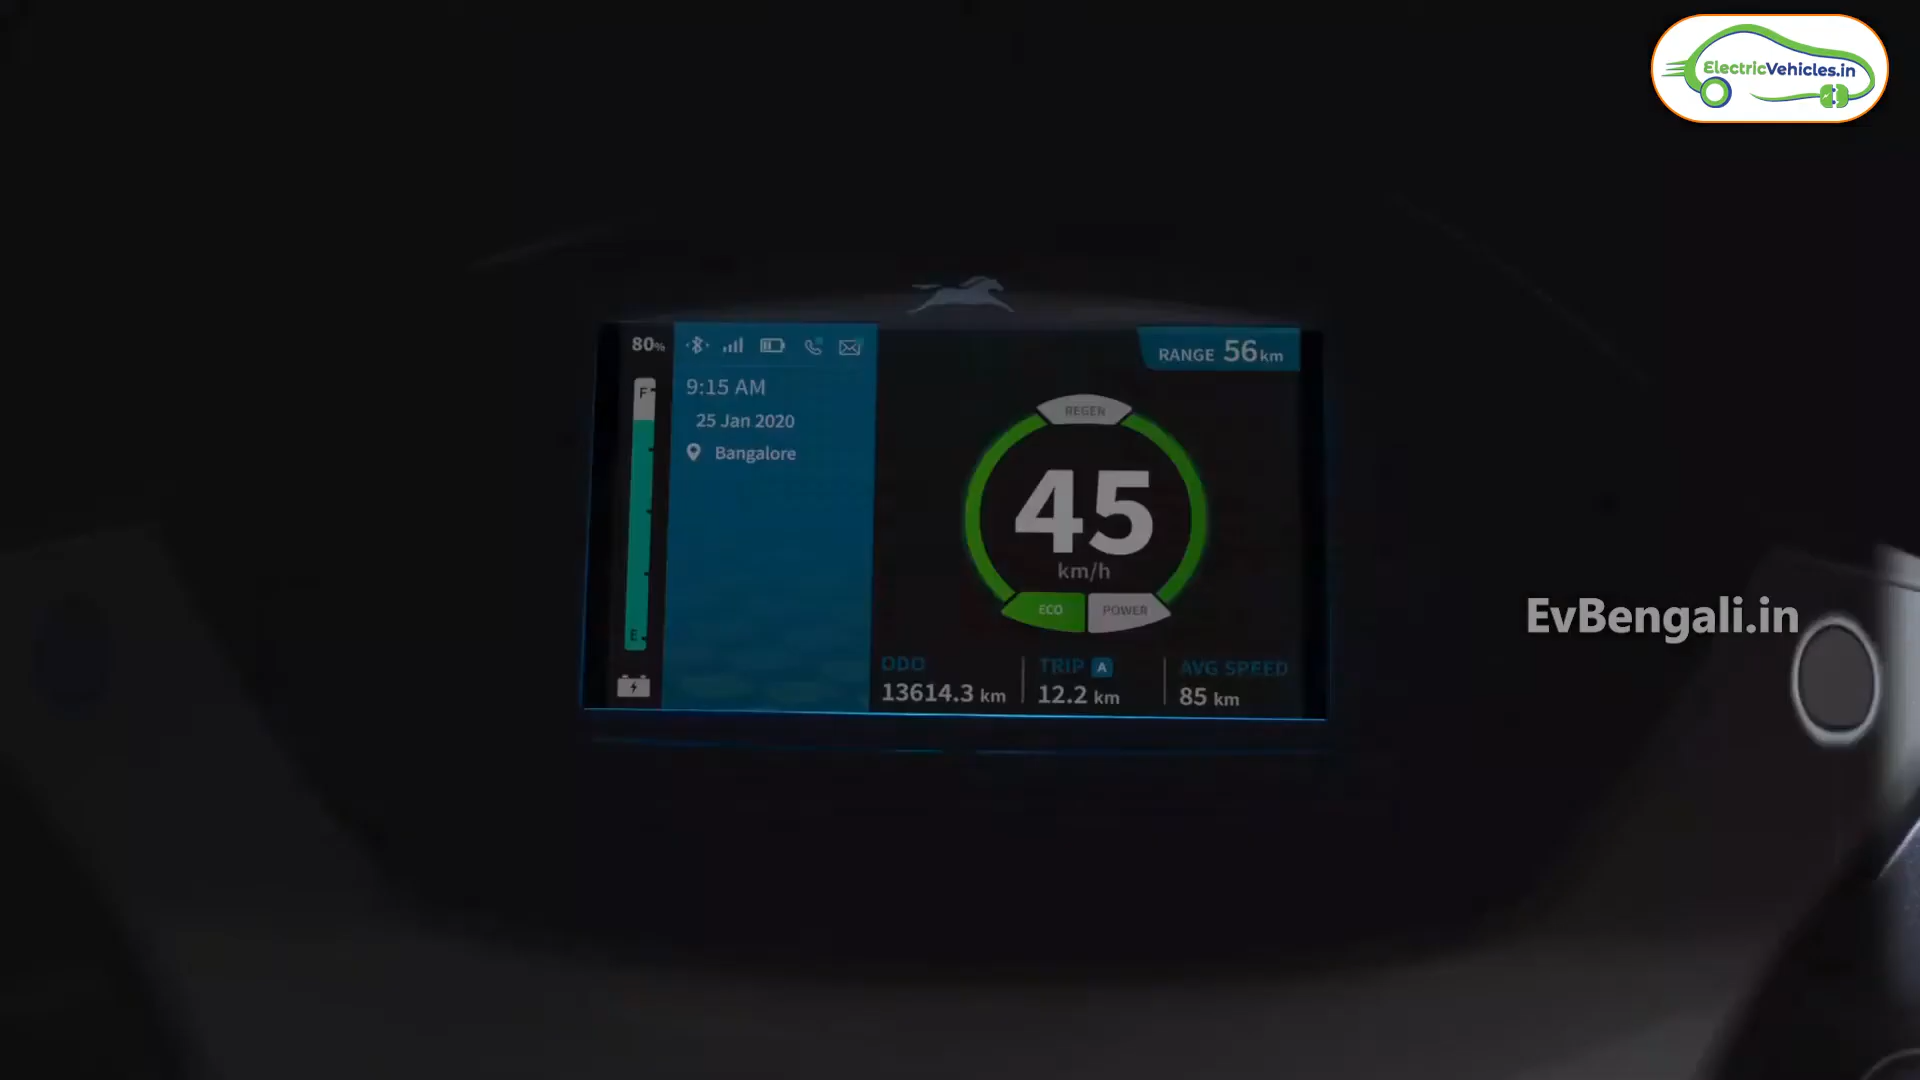 ElectricVehicles.in
80%
F
E
9:15 AM
25 Jan 2020
Bangalore
RANGE 56 km
REGEN
45
km/h
ECO POWER
ODO
13614.3 km
TRIP A
12.2 km
AVG SPEED
85 km
EvBengali.in